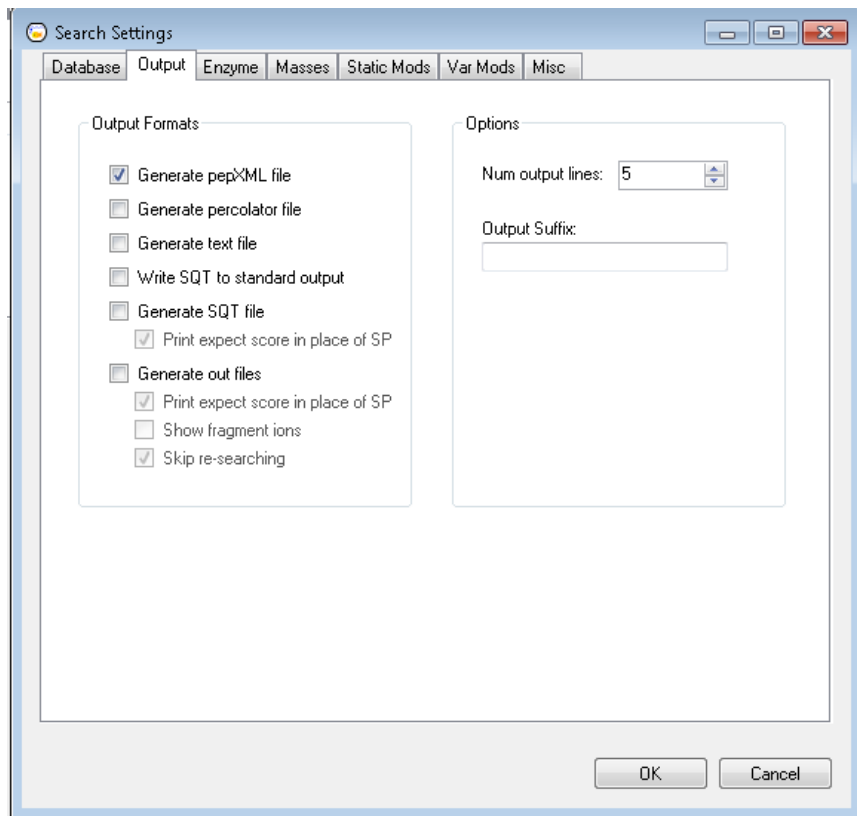 Search Settings
Database Output Enzyme Masses Static Mods Var Mods Misc
Output Formats
Generate pepXML file
Generate percolator file
Generate text file
Write SQT to standard output
Generate SQT file
Print expect score in place of SP
Generate out files
Print expect score in place of SP
Show fragment ions
Skip re-searching
Options
Num output lines: 5
Output Suffix:
OK Cancel